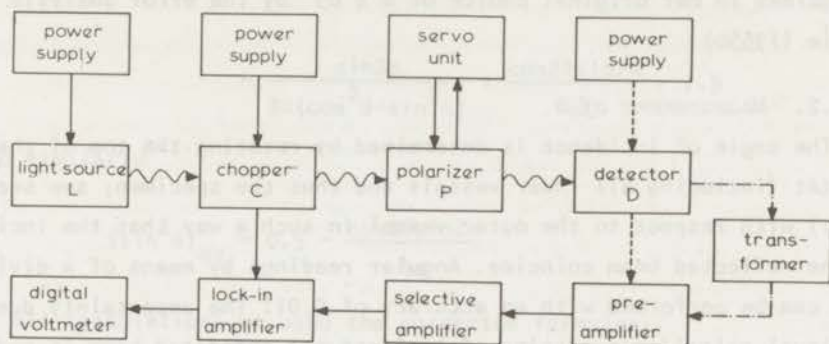 power
supply
power
supply
servo
unit
power
supply
light source
L
chopper
C
polarizer
P
detector
D
trans-
former
digital
voltmeter
lock-in
amplifier
selective
amplifier
pre-
amplifier